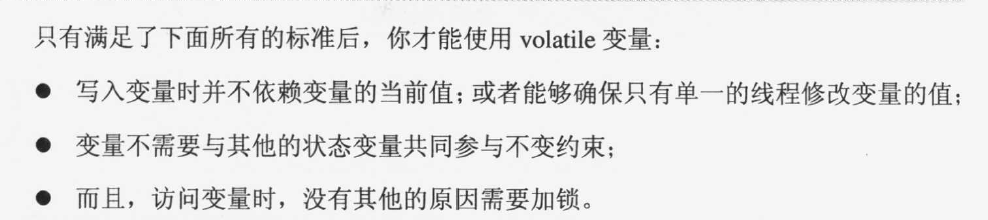 只有满足了下面所有的标准后，你才能使用 volatile 变量：
● 写入变量时并不依赖变量的当前值；或者能够确保只有单一的线程修改变量的值；
● 变量不需要与其他的状态变量共同参与不变约束；
● 而且，访问变量时，没有其他的原因需要加锁。